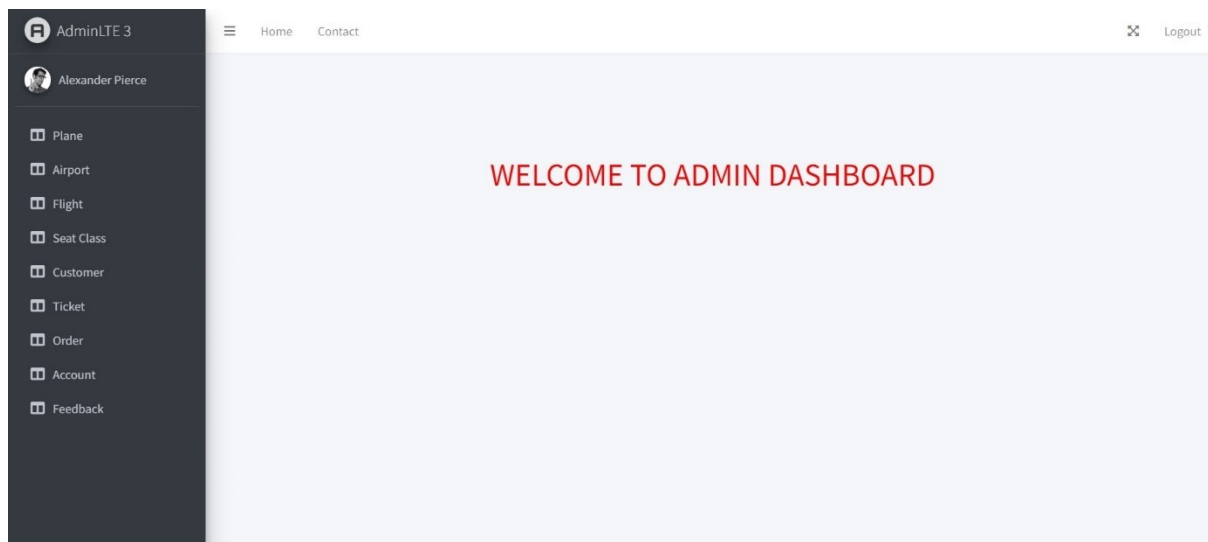 AdminLTE 3
Home Contact Logout
Alexander Pierce
Plane
Airport
Flight
Seat Class
Customer
Ticket
Order
Account
Feedback
WELCOME TO ADMIN DASHBOARD